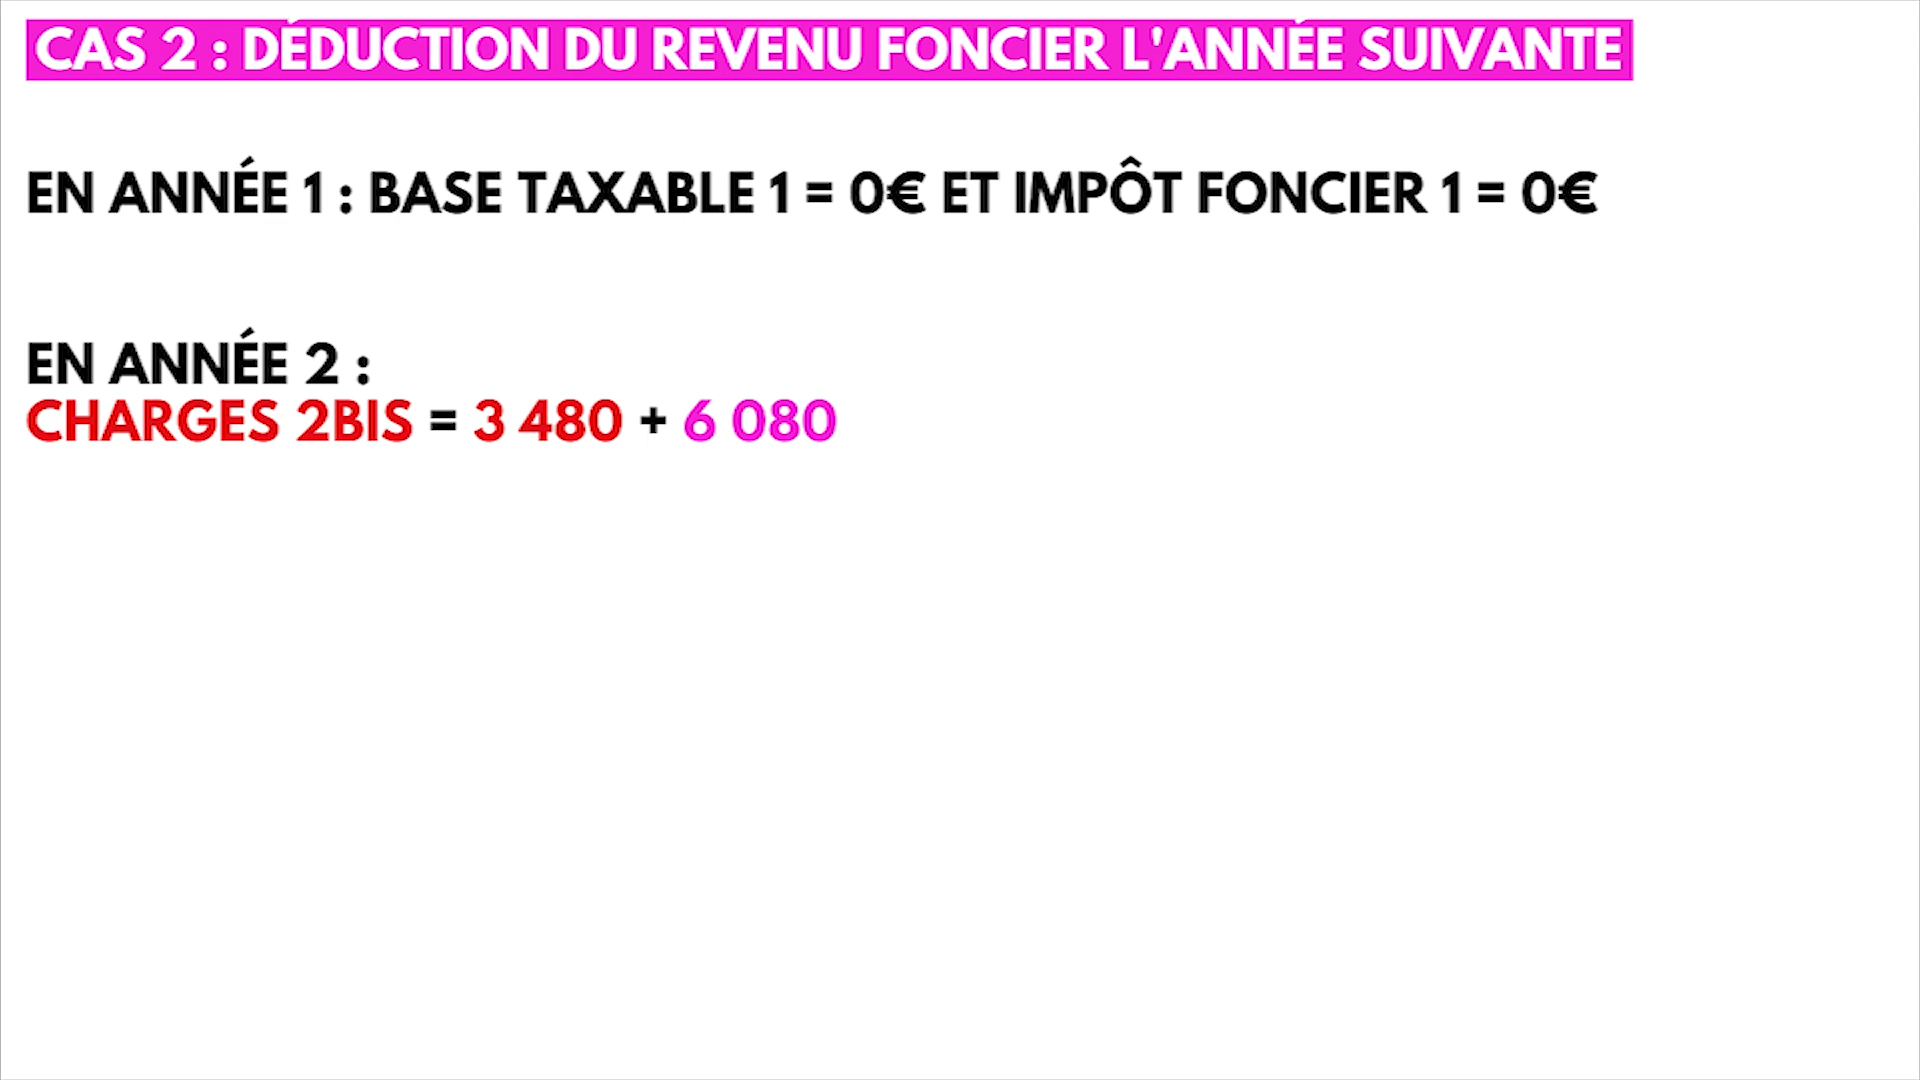 CAS 2 : DÉDUCTION DU REVENU FONCIER L'ANNÉE SUIVANTE
EN ANNÉE 1 : BASE TAXABLE 1 = 0€ ET IMPÔT FONCIER 1 = 0€
EN ANNÉE 2 :
CHARGES 2BIS = 3 480 + 6 080